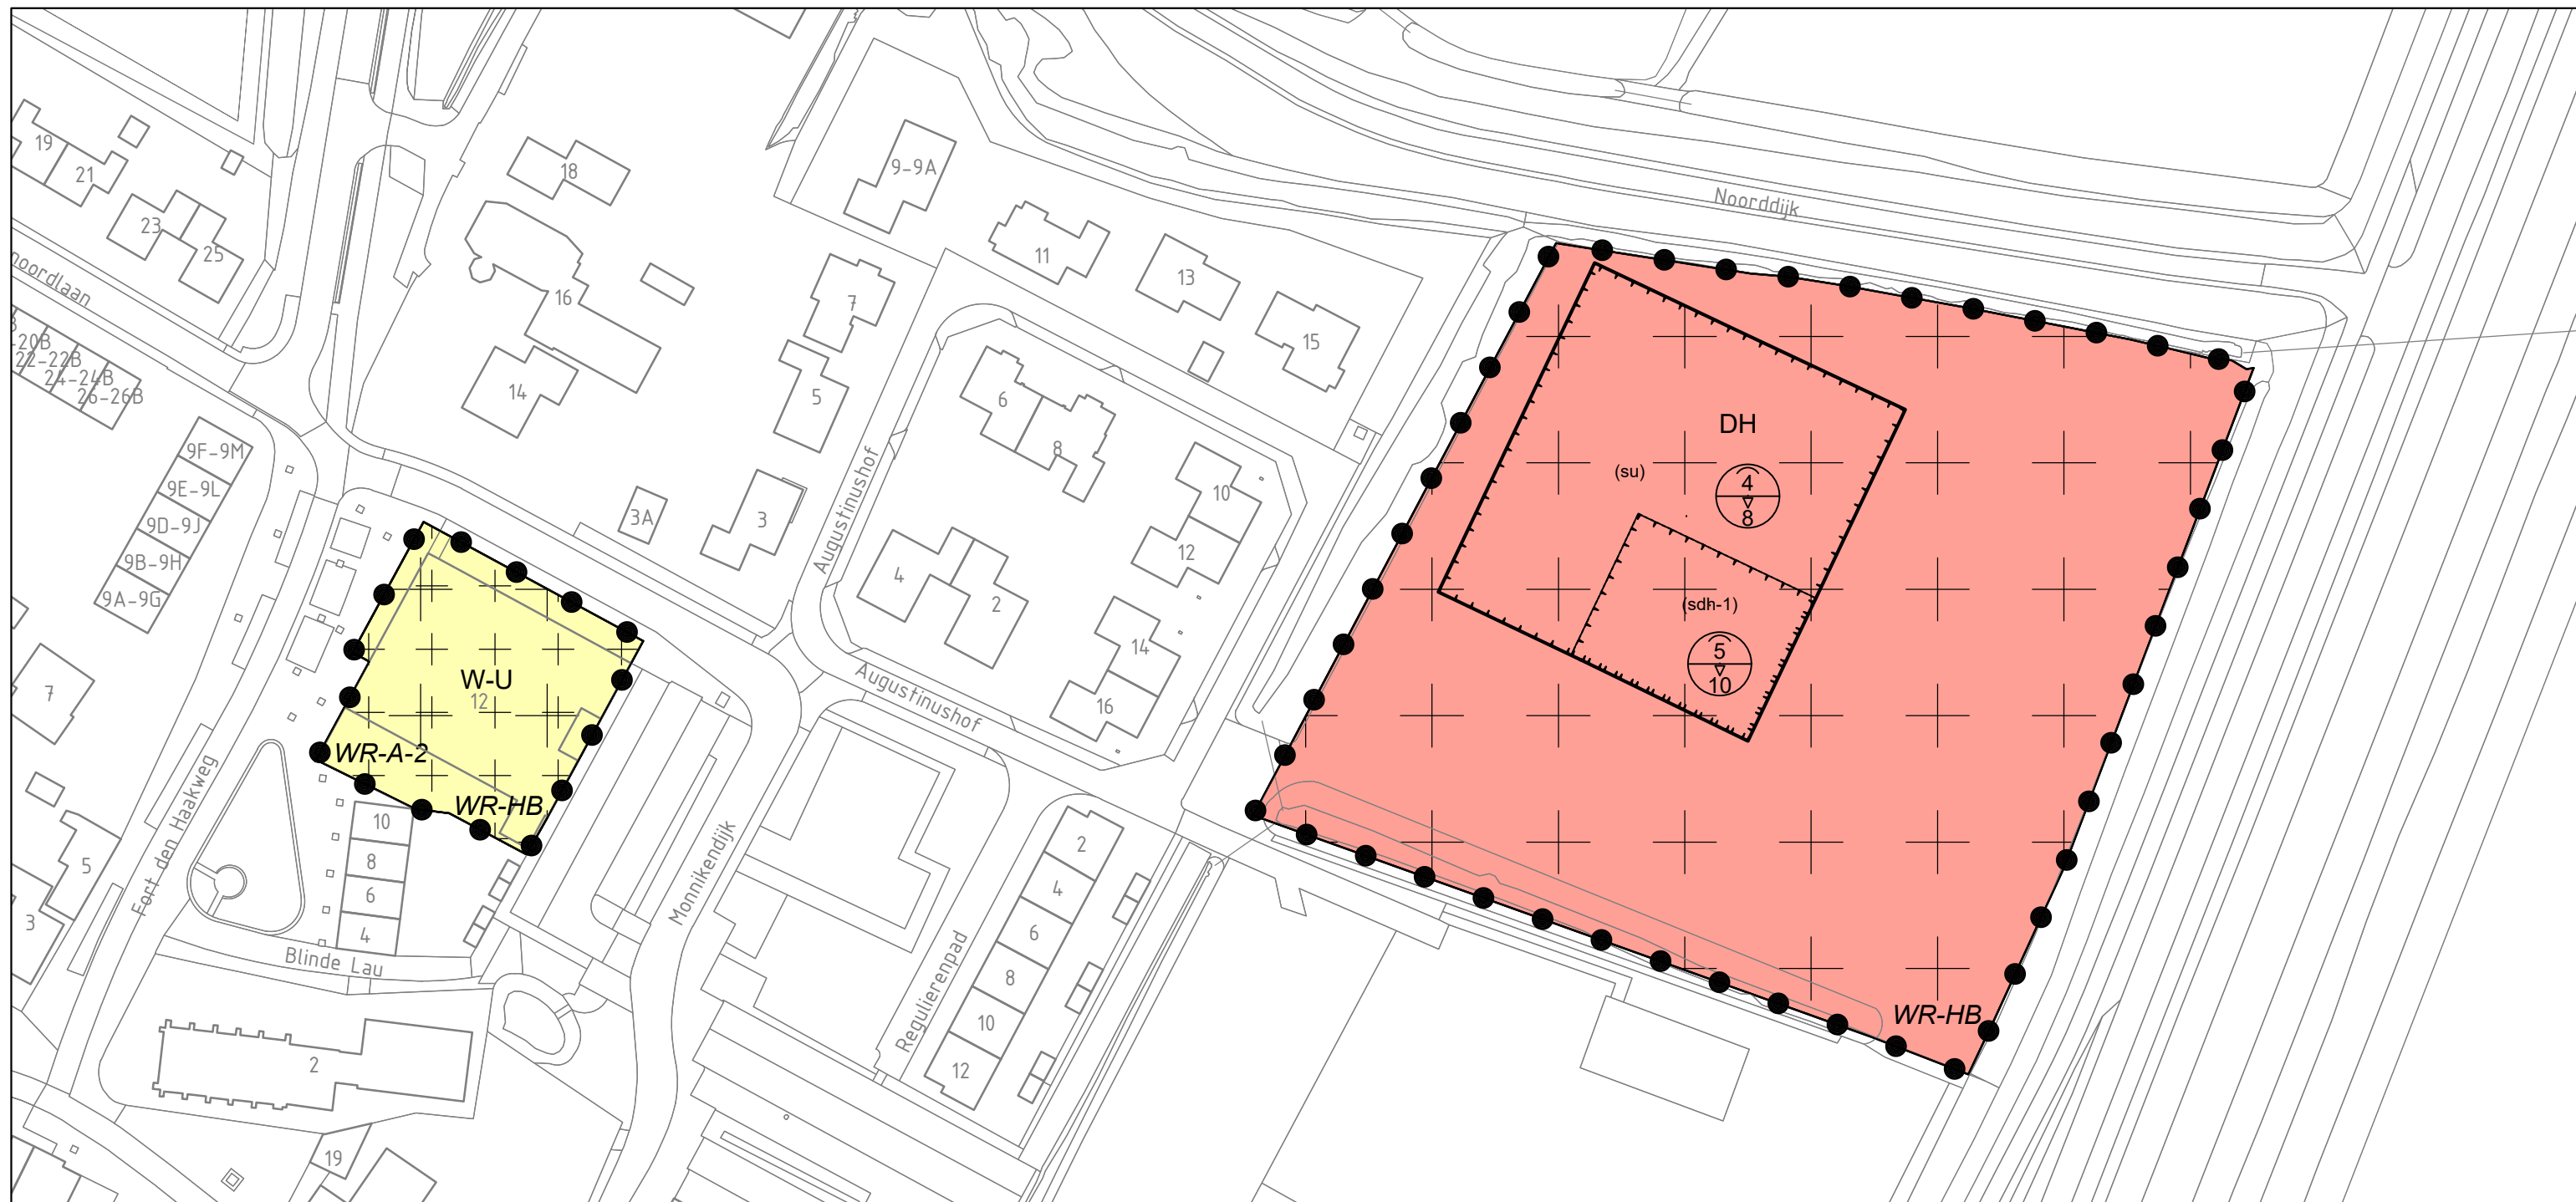 19
21
23
25
noordlaan
-20B
22-22B
24-24B
26-26B
9F-9M
9E-9L
9D-9J
9B-9H
9A-9G
7
5
3
18
16
14
3A
3
5
7
9-9A
11
13
15
6
8
10
12
4
2
14
16
Augustinushof
Augustinushof
Noorddijk
DH
(su)
4
8
(sdh-1)
5
10
WR-HB
W-U
12
WR-A-2
WR-HB
10
8
6
4
Fort den Haakweg
Blinde Lau
Monnikendijk
Regulierenpad
2
4
6
8
10
12
2
19